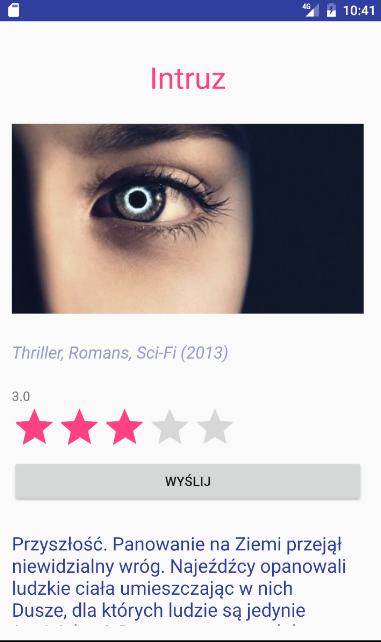 4G 10:41
Intruz
Thriller, Romans, Sci-Fi (2013)
3.0
WYŚLIJ
Przyszłość. Panowanie na Ziemi przejął
niewidzialny wróg. Najeźdźcy opanowali
ludzkie ciała umieszczając w nich
Dusze, dla których ludzie są jedynie